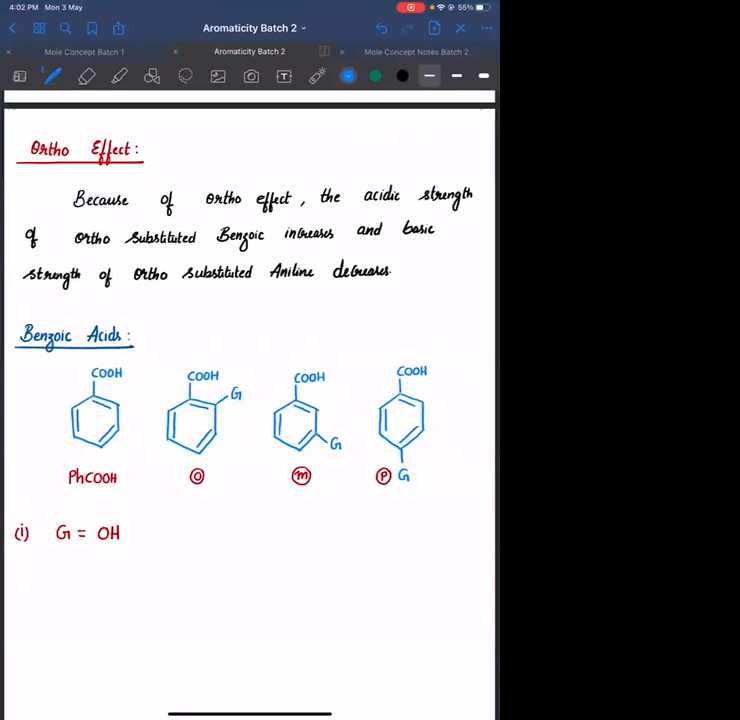 4:02 PM Mon 3 May
55%
Aromaticity Batch 2
Mole Concept Batch 1
Aromaticity Batch 2
Mole Concept Notes Batch 2
Ortho Effect:
Because of ortho effect, the acidic strength
of ortho substituted Benzoic increases and basic
strength of ortho substituted Aniline decreases.
Benzoic Acids:
COOH COOH G COOH G COOH G
PhCOOH O m P
(i) G = OH